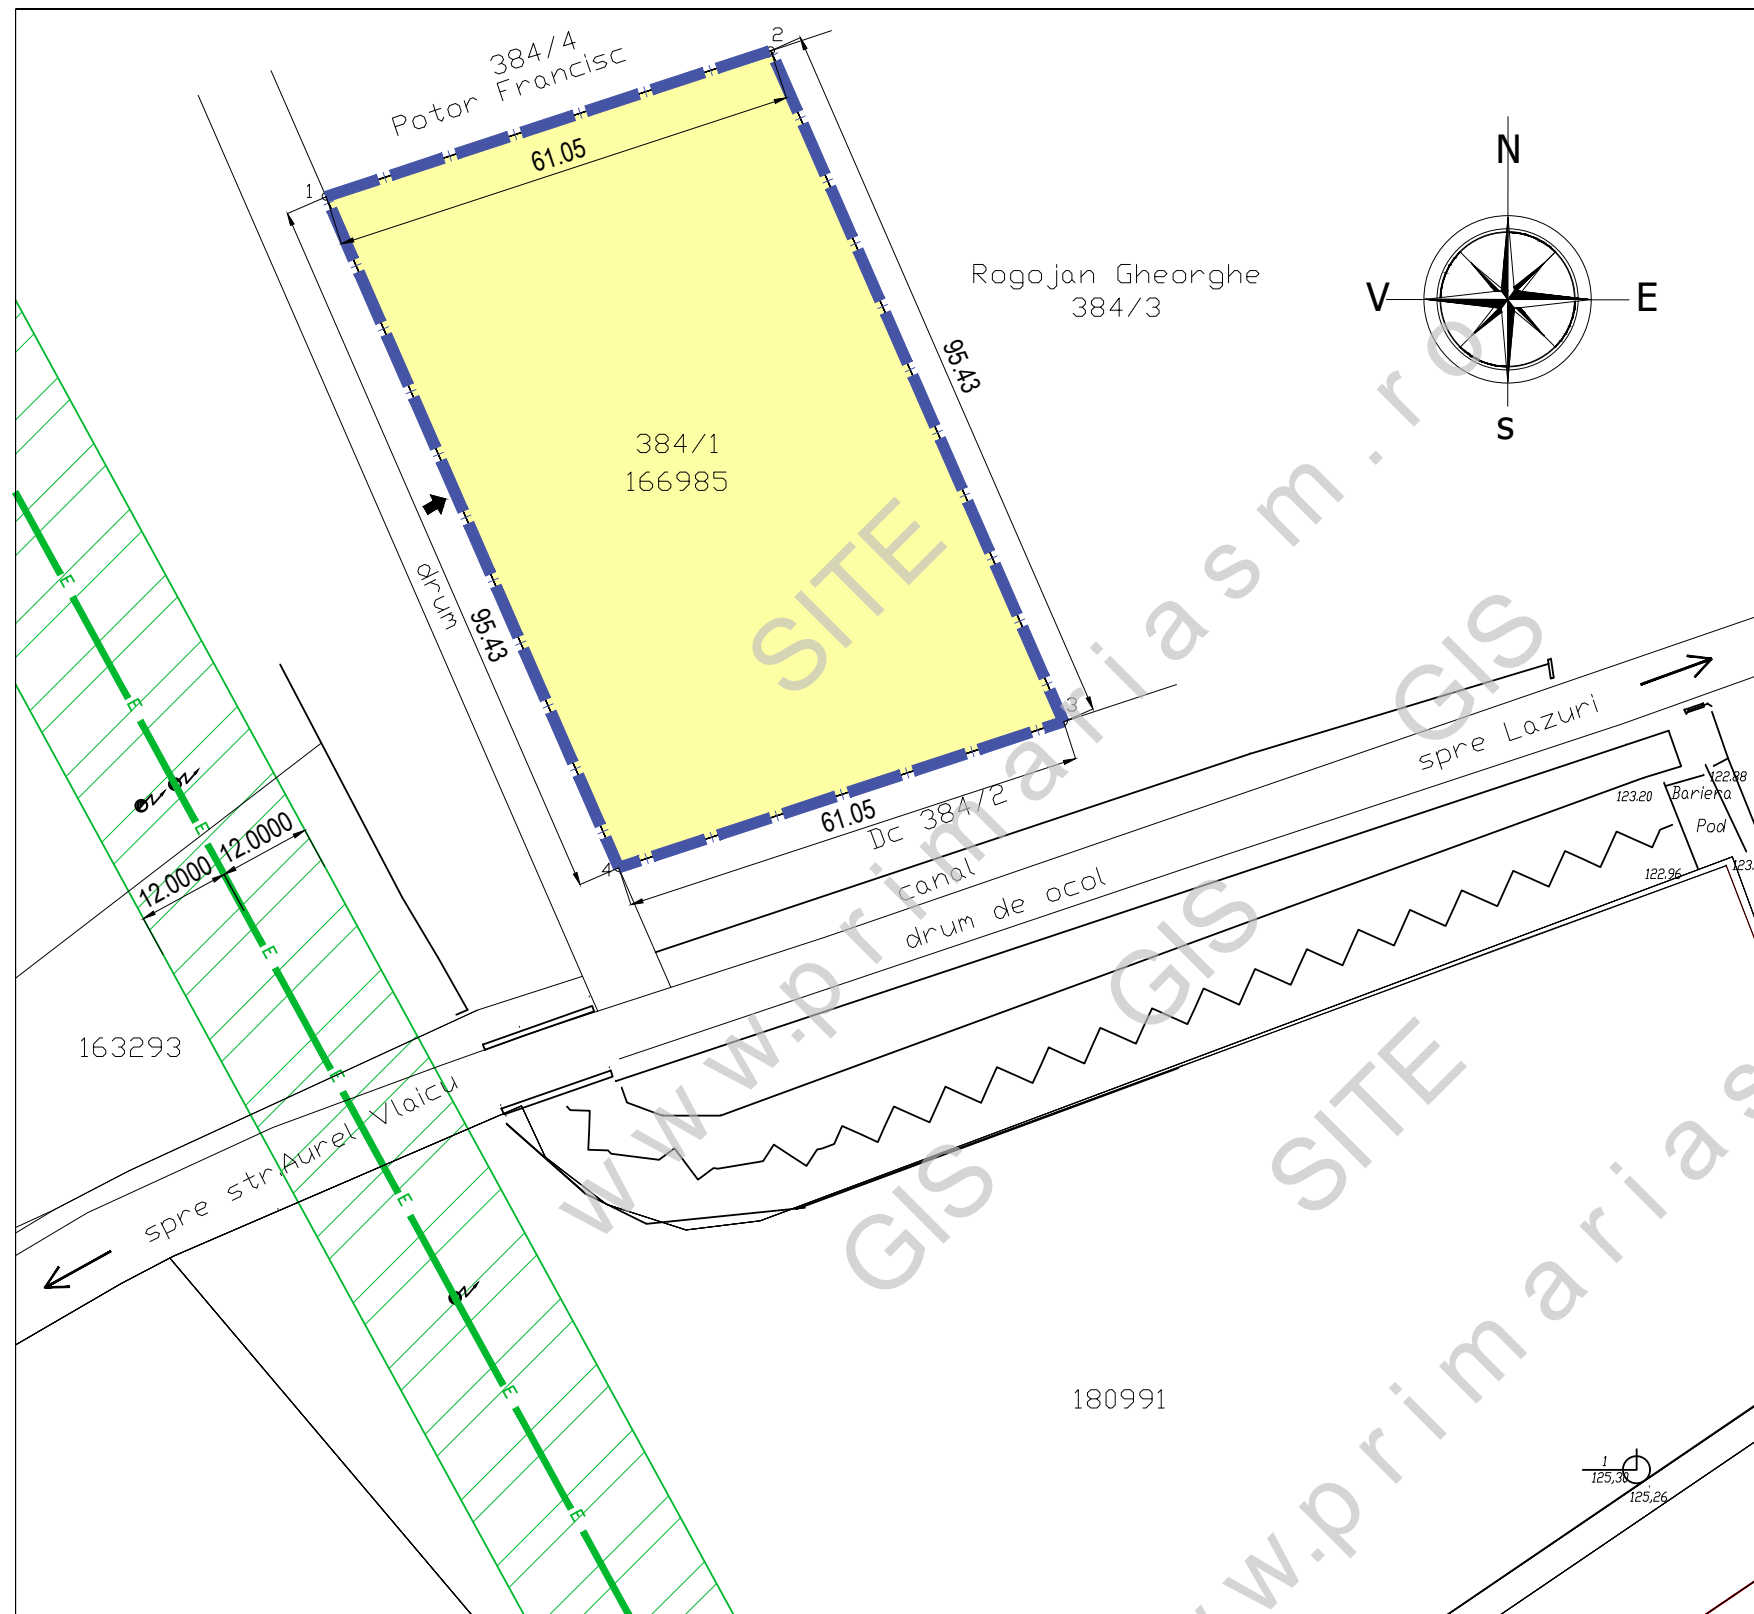 384/4
Potor Francisc
2
1
61.05
N
V
E
s
Rogojan Gheorghe
384/3
95.43
384/1
166985
drum
95.43
3
4
61.05
Dc 384/2
canal
drum de ocol
spre Lazuri
122.88
123.20
Bariera
Pod
122.96
123.
12.0000
12.0000
E
E
E
E
E
E
E
E
163293
spre str.Aurel Vlaicu
180991
1
125,30
125,26
www.primariasm.ro
SITE
GIS
GIS
SITE
GIS
w.primarias